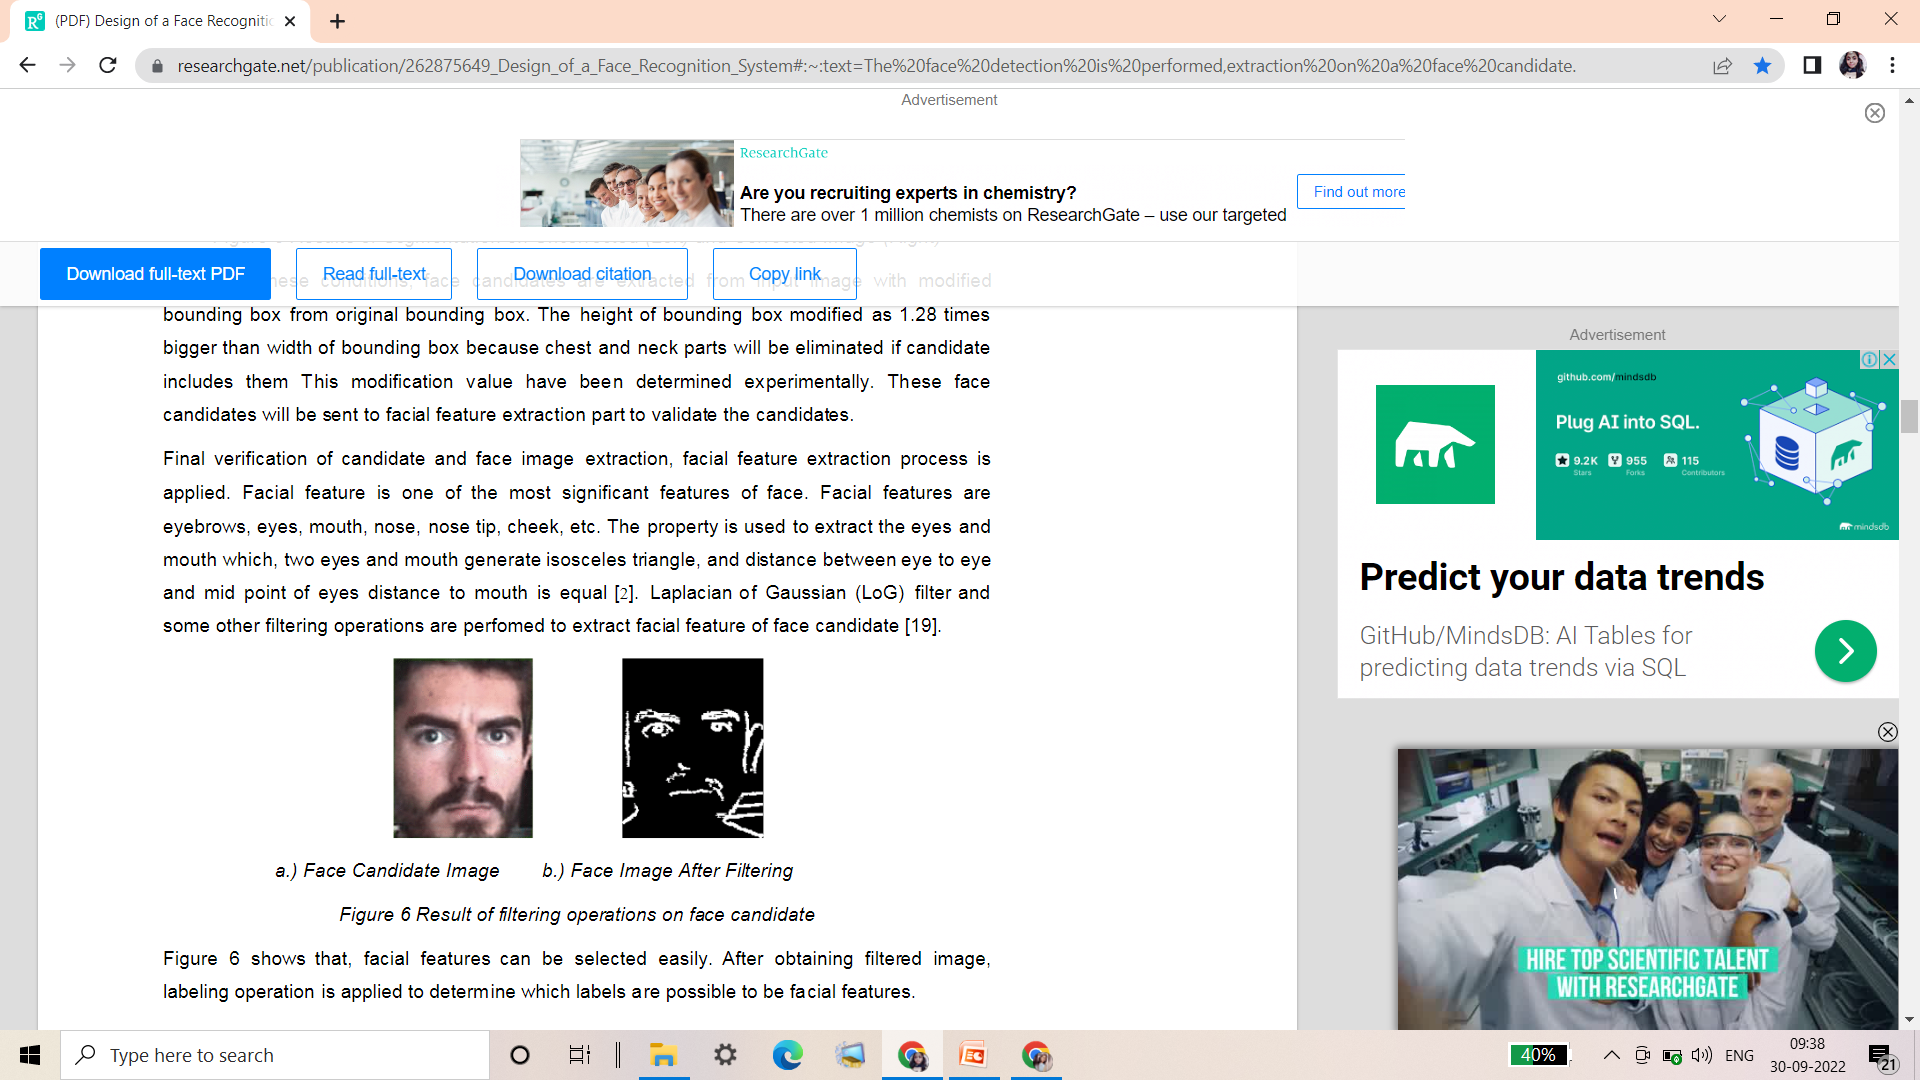 (PDF) Design of a Face Recognitio
researchgate.net/publication/262875649_Design_of_a_Face_Recognition_System#:~:text=The%20face%20detection%20is%20performed,extraction%20on%20a%20face%20candidate.
Advertisement
ResearchGate
Are you recruiting experts in chemistry?
There are over 1 million chemists on ResearchGate – use our targeted
Find out more
Download full-text PDF
Read full-text
Download citation
Copy link
conditions, face candidates are extracted from input image with modified
bounding box from original bounding box. The height of bounding box modified as 1.28 times
bigger than width of bounding box because chest and neck parts will be eliminated if candidate
includes them This modification value have been determined experimentally. These face
candidates will be sent to facial feature extraction part to validate the candidates.
Final verification of candidate and face image extraction, facial feature extraction process is
applied. Facial feature is one of the most significant features of face. Facial features are
eyebrows, eyes, mouth, nose, nose tip, cheek, etc. The property is used to extract the eyes and
mouth which, two eyes and mouth generate isosceles triangle, and distance between eye to eye
and mid point of eyes distance to mouth is equal [2]. Laplacian of Gaussian (LoG) filter and
some other filtering operations are perfomed to extract facial feature of face candidate [19].
a.) Face Candidate Image b.) Face Image After Filtering
Figure 6 Result of filtering operations on face candidate
Figure 6 shows that, facial features can be selected easily. After obtaining filtered image,
labeling operation is applied to determine which labels are possible to be facial features.
Advertisement
github.com/mindsdb
Plug AI into SQL.
9.2K 955 115
Stars Forks Contributors
mindsdb
Predict your data trends
GitHub/MindsDB: AI Tables for
predicting data trends via SQL
HIRE TOP SCIENTIFIC TALENT
WITH RESEARCHGATE
Type here to search
40%
ENG
09:38
30-09-2022
21